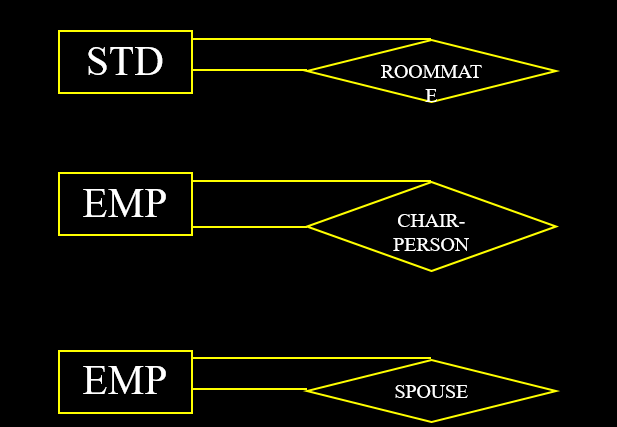 STD
ROOMMAT
E
EMP
CHAIR-
PERSON
EMP
SPOUSE